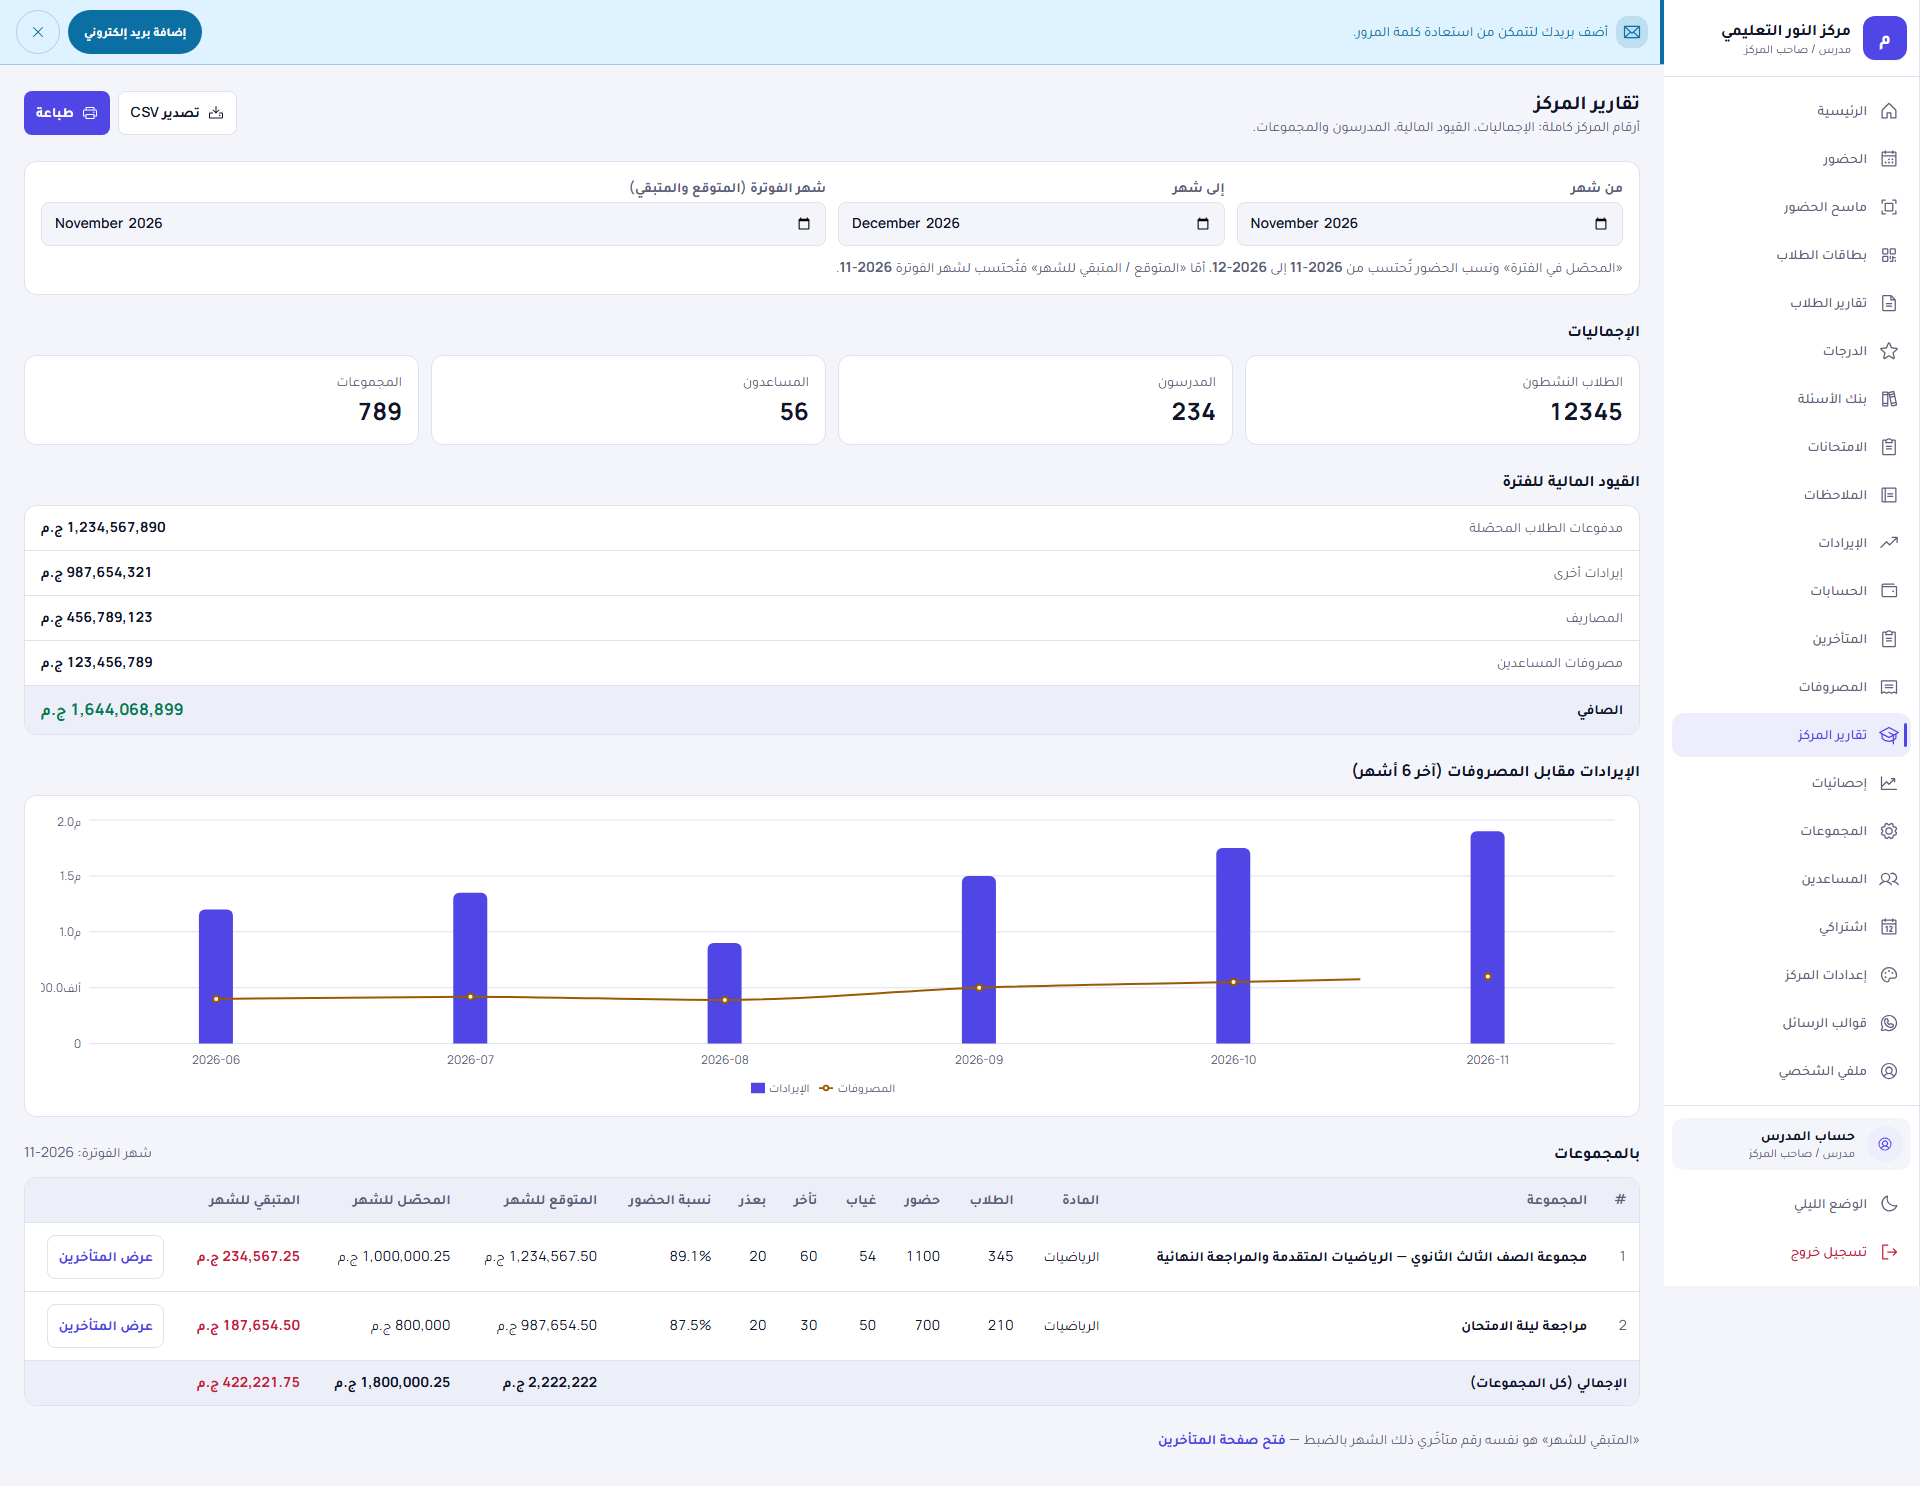 م
مركز النور التعليمي
مدرس / صاحب المركز
الرئيسية
الحضور
ماسح الحضور
بطاقات الطلاب
تقارير الطلاب
الدرجات
بنك الأسئلة
الامتحانات
الملاحظات
الإيرادات
الحسابات
المتأخرين
المصروفات
تقارير المركز
إحصائيات
المجموعات
المساعدين
اشتراكي
إعدادات المركز
قوالب الرسائل
ملفي الشخصي
حساب المدرس
مدرس / صاحب المركز
الوضع الليلي
تسجيل خروج
أضف بريدك لتتمكن من استعادة كلمة المرور.
إضافة بريد إلكتروني
تقارير المركز
أرقام المركز كاملة: الإجماليات، القيود المالية، المدرسون والمجموعات.
تصدير CSV
طباعة
من شهر
إلى شهر
شهر الفوترة (المتوقع والمتبقي)
November 2026
December 2026
November 2026
«المحصّل في الفترة» ونسب الحضور تُحتسب من 2026-11 إلى 2026-12. أمّا «المتوقع / المتبقي للشهر» فتُحتسب لشهر الفوترة 2026-11.
الإجماليات
الطلاب النشطون
12345
المدرسون
234
المساعدون
56
المجموعات
789
القيود المالية للفترة
مدفوعات الطلاب المحصّلة 1,234,567,890 ج.م
إيرادات أخرى 987,654,321 ج.م
المصاريف 456,789,123 ج.م
مصروفات المساعدين 123,456,789 ج.م
الصافي 1,644,068,899 ج.م
الإيرادات مقابل المصروفات (آخر 6 أشهر)
2.0م
1.5م
1.0م
00.0ألف
0
2026-06 2026-07 2026-08 2026-09 2026-10 2026-11
الإيرادات المصروفات
بالمجموعات
شهر الفوترة: 2026-11
# المجموعة المادة الطلاب حضور غياب تأخر بعذر نسبة الحضور المتوقع للشهر المحصّل للشهر المتبقي للشهر
1 مجموعة الصف الثالث الثانوي — الرياضيات المتقدمة والمراجعة النهائية الرياضيات 345 1100 54 60 20 89.1% 1,234,567.50 ج.م 1,000,000.25 ج.م 234,567.25 ج.م عرض المتأخرين
2 مراجعة ليلة الامتحان الرياضيات 210 700 50 30 20 87.5% 987,654.50 ج.م 800,000 ج.م 187,654.50 ج.م عرض المتأخرين
الإجمالي (كل المجموعات) 2,222,222 ج.م 1,800,000.25 ج.م 422,221.75 ج.م
«المتبقي للشهر» هو نفسه رقم متأخّري ذلك الشهر بالضبط — فتح صفحة المتأخرين